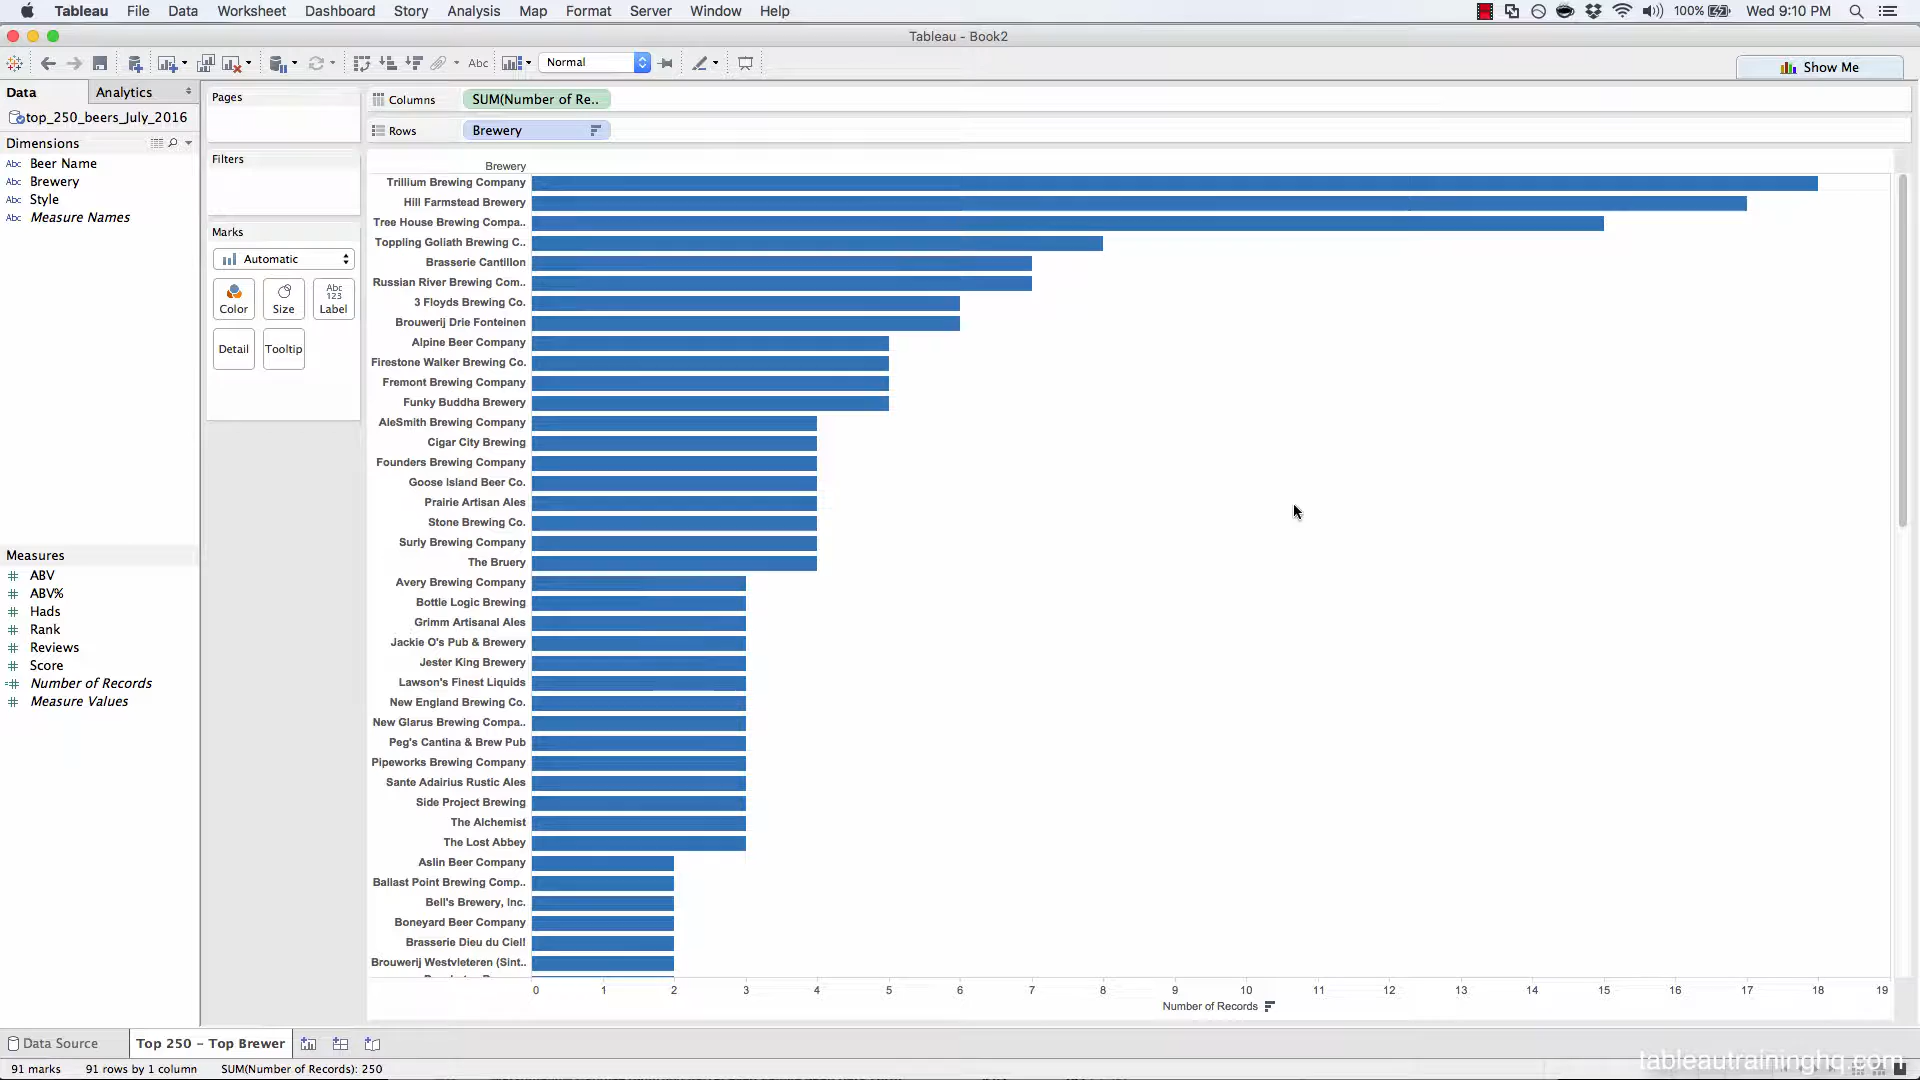 Tableau File Data Worksheet Dashboard Story Analysis Map Format Server Window Help 100% Wed 9:10 PM
Tableau - Book2
Abc Normal Show Me
Data Analytics
top_250_beers_July_2016
Dimensions
Abc Beer Name
Abc Brewery
Abc Style
Abc Measure Names
Measures
ABV
ABV%
Hads
Rank
Reviews
Score
Number of Records
Measure Values
Pages
Filters
Marks
Automatic
Color Size Abc 123 Label
Detail Tooltip
Columns SUM(Number of Re..
Rows Brewery
Brewery
Trillium Brewing Company
Hill Farmstead Brewery
Tree House Brewing Compa..
Toppling Goliath Brewing C..
Brasserie Cantillon
Russian River Brewing Com..
3 Floyds Brewing Co.
Brouwerij Drie Fonteinen
Alpine Beer Company
Firestone Walker Brewing Co.
Fremont Brewing Company
Funky Buddha Brewery
AleSmith Brewing Company
Cigar City Brewing
Founders Brewing Company
Goose Island Beer Co.
Prairie Artisan Ales
Stone Brewing Co.
Surly Brewing Company
The Bruery
Avery Brewing Company
Bottle Logic Brewing
Grimm Artisanal Ales
Jackie O's Pub & Brewery
Jester King Brewery
Lawson's Finest Liquids
New England Brewing Co.
New Glarus Brewing Compa..
Peg's Cantina & Brew Pub
Pipeworks Brewing Company
Sante Adairius Rustic Ales
Side Project Brewing
The Alchemist
The Lost Abbey
Aslin Beer Company
Ballast Point Brewing Comp..
Bell's Brewery, Inc.
Boneyard Beer Company
Brasserie Dieu du Ciel!
Brouwerij Westvleteren (Sint..
0 1 2 3 4 5 6 7 8 9 10 11 12 13 14 15 16 17 18 19
Number of Records
Data Source Top 250 - Top Brewer
91 marks 91 rows by 1 column SUM(Number of Records): 250
tableautraininghq.com